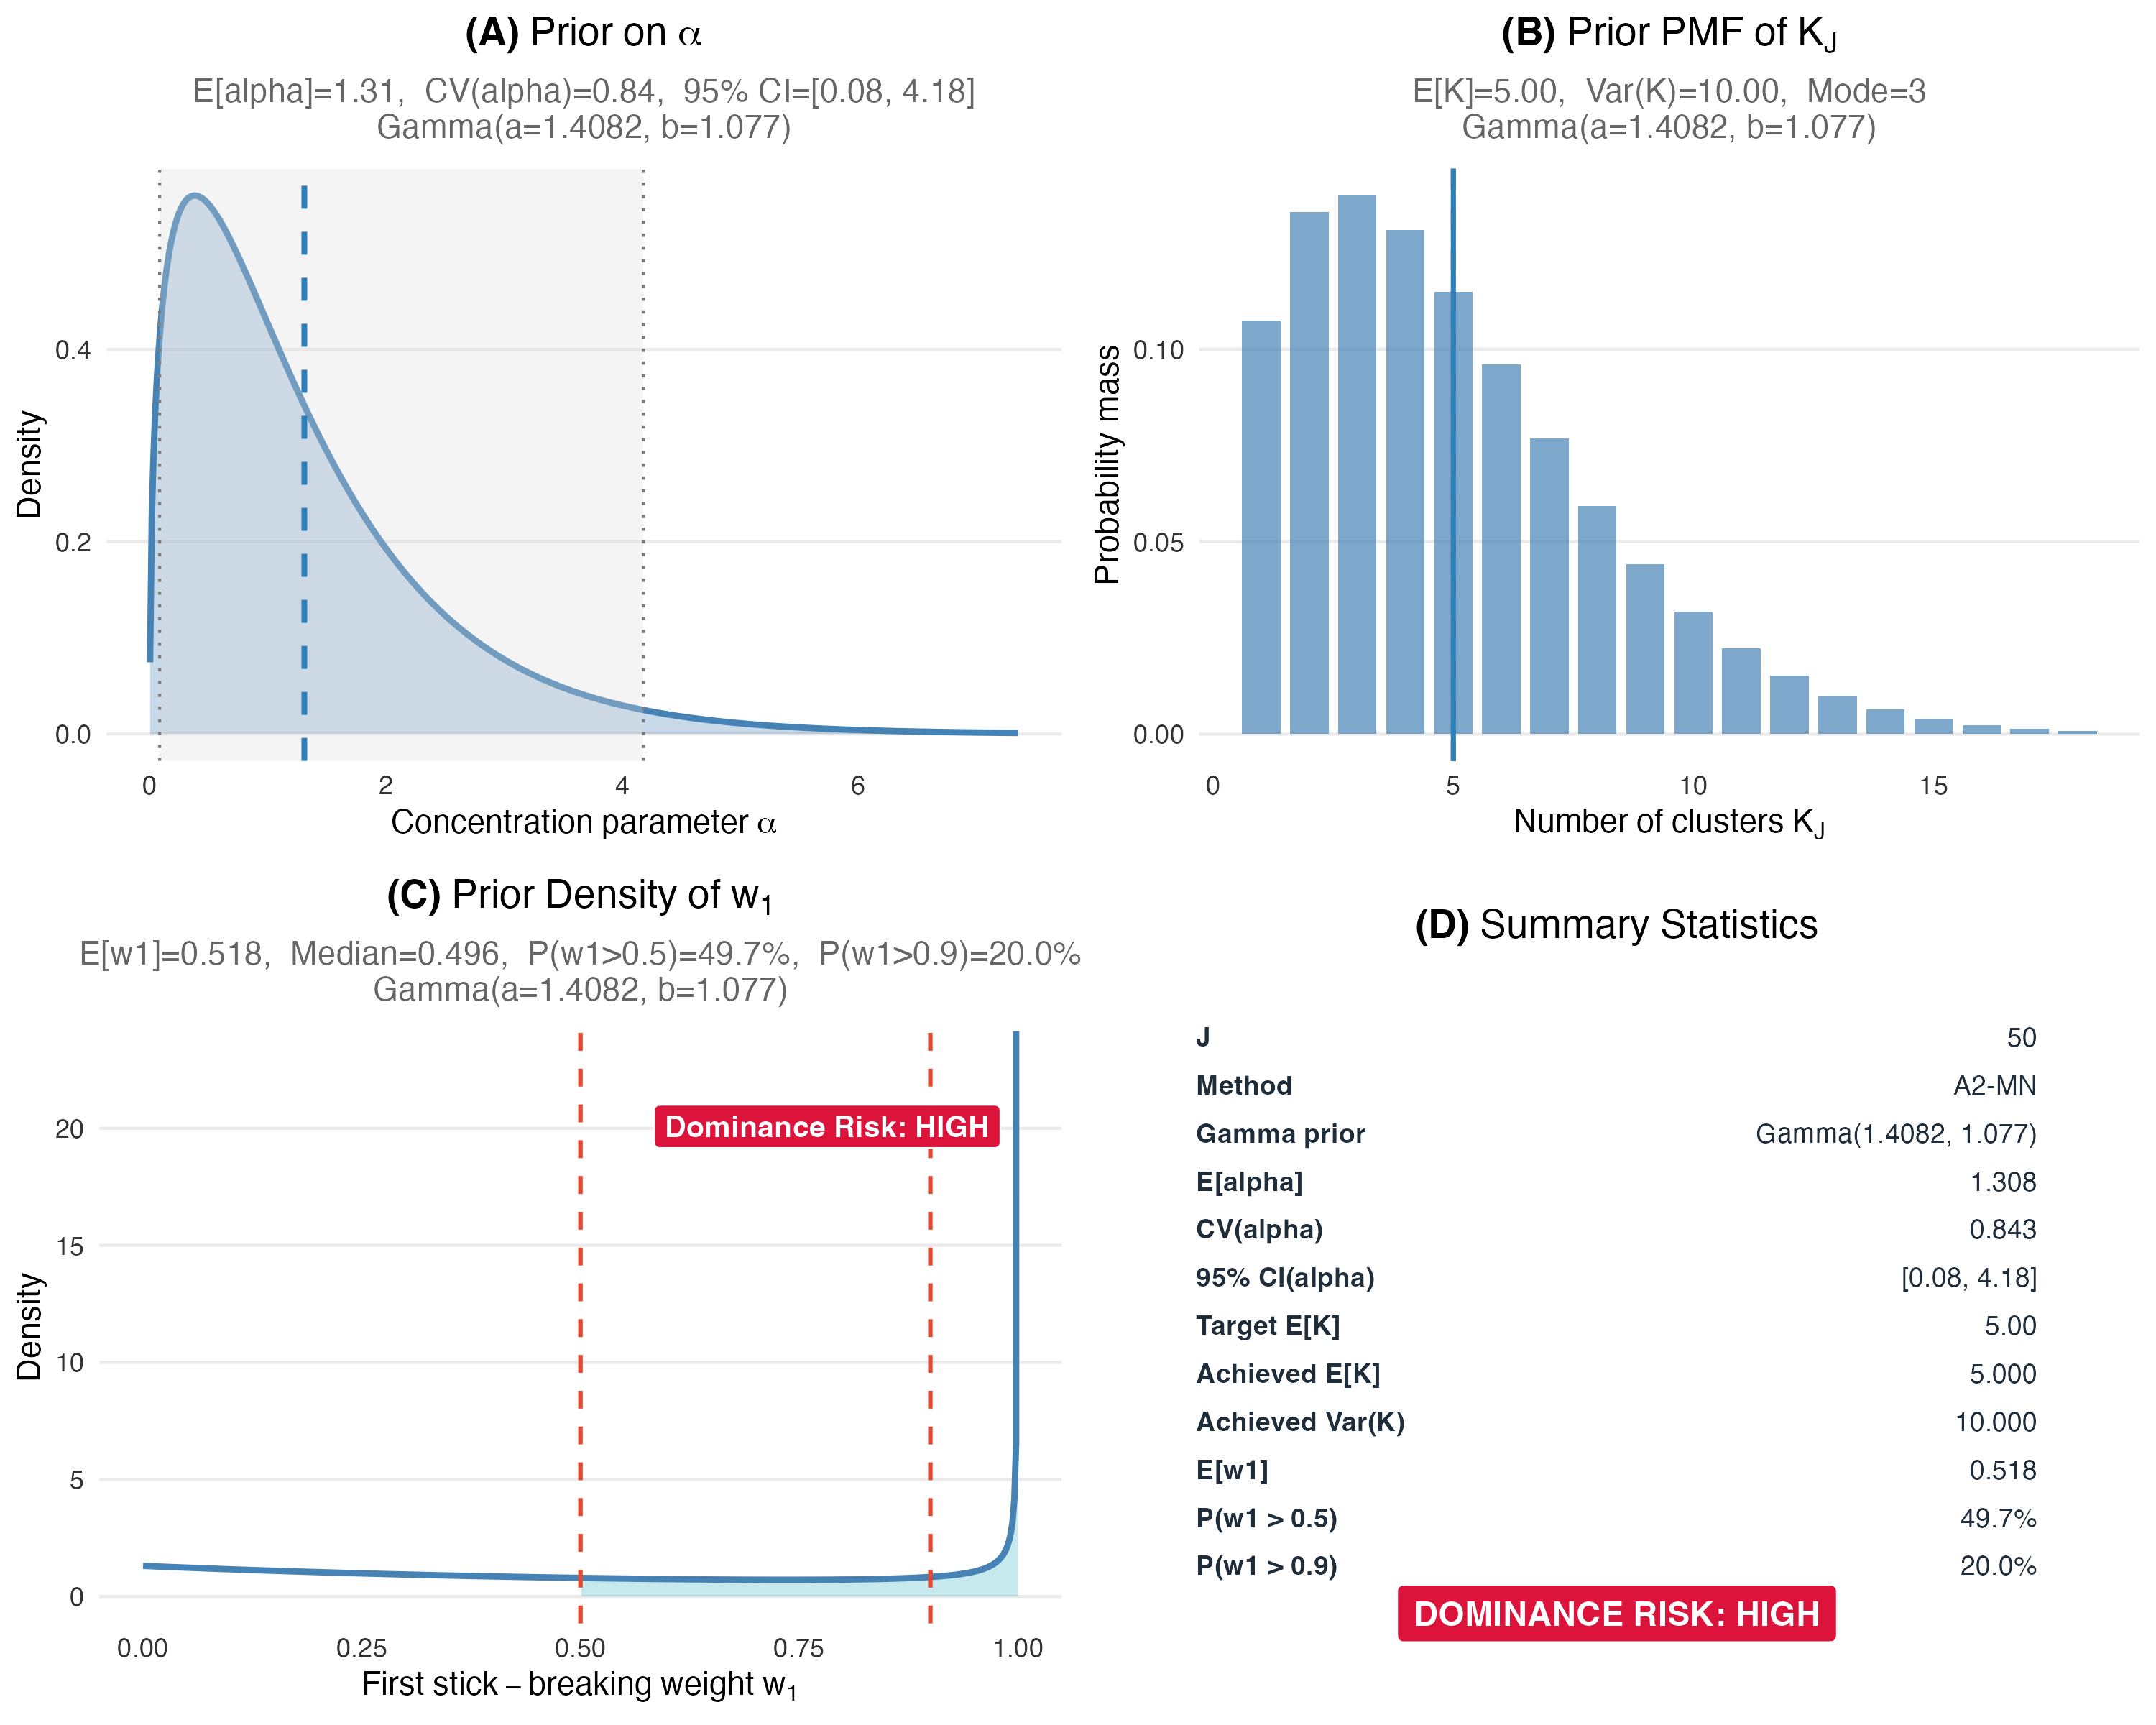 (A) Prior on α
E[alpha]=1.31,  CV(alpha)=0.84,  95% CI=[0.08, 4.18]
Gamma(a=1.4082, b=1.077)
Density
0.4
0.2
0.0
0 2 4 6
Concentration parameter α
(B) Prior PMF of K_J
E[K]=5.00,  Var(K)=10.00,  Mode=3
Gamma(a=1.4082, b=1.077)
Probability mass
0.10
0.05
0.00
0 5 10 15
Number of clusters K_J
(C) Prior Density of w_1
E[w1]=0.518,  Median=0.496,  P(w1>0.5)=49.7%,  P(w1>0.9)=20.0%
Gamma(a=1.4082, b=1.077)
Density
20
15
10
5
0
Dominance Risk: HIGH
0.00 0.25 0.50 0.75 1.00
First stick – breaking weight w_1
(D) Summary Statistics
J 50
Method A2-MN
Gamma prior Gamma(1.4082, 1.077)
E[alpha] 1.308
CV(alpha) 0.843
95% CI(alpha) [0.08, 4.18]
Target E[K] 5.00
Achieved E[K] 5.000
Achieved Var(K) 10.000
E[w1] 0.518
P(w1 > 0.5) 49.7%
P(w1 > 0.9) 20.0%
DOMINANCE RISK: HIGH